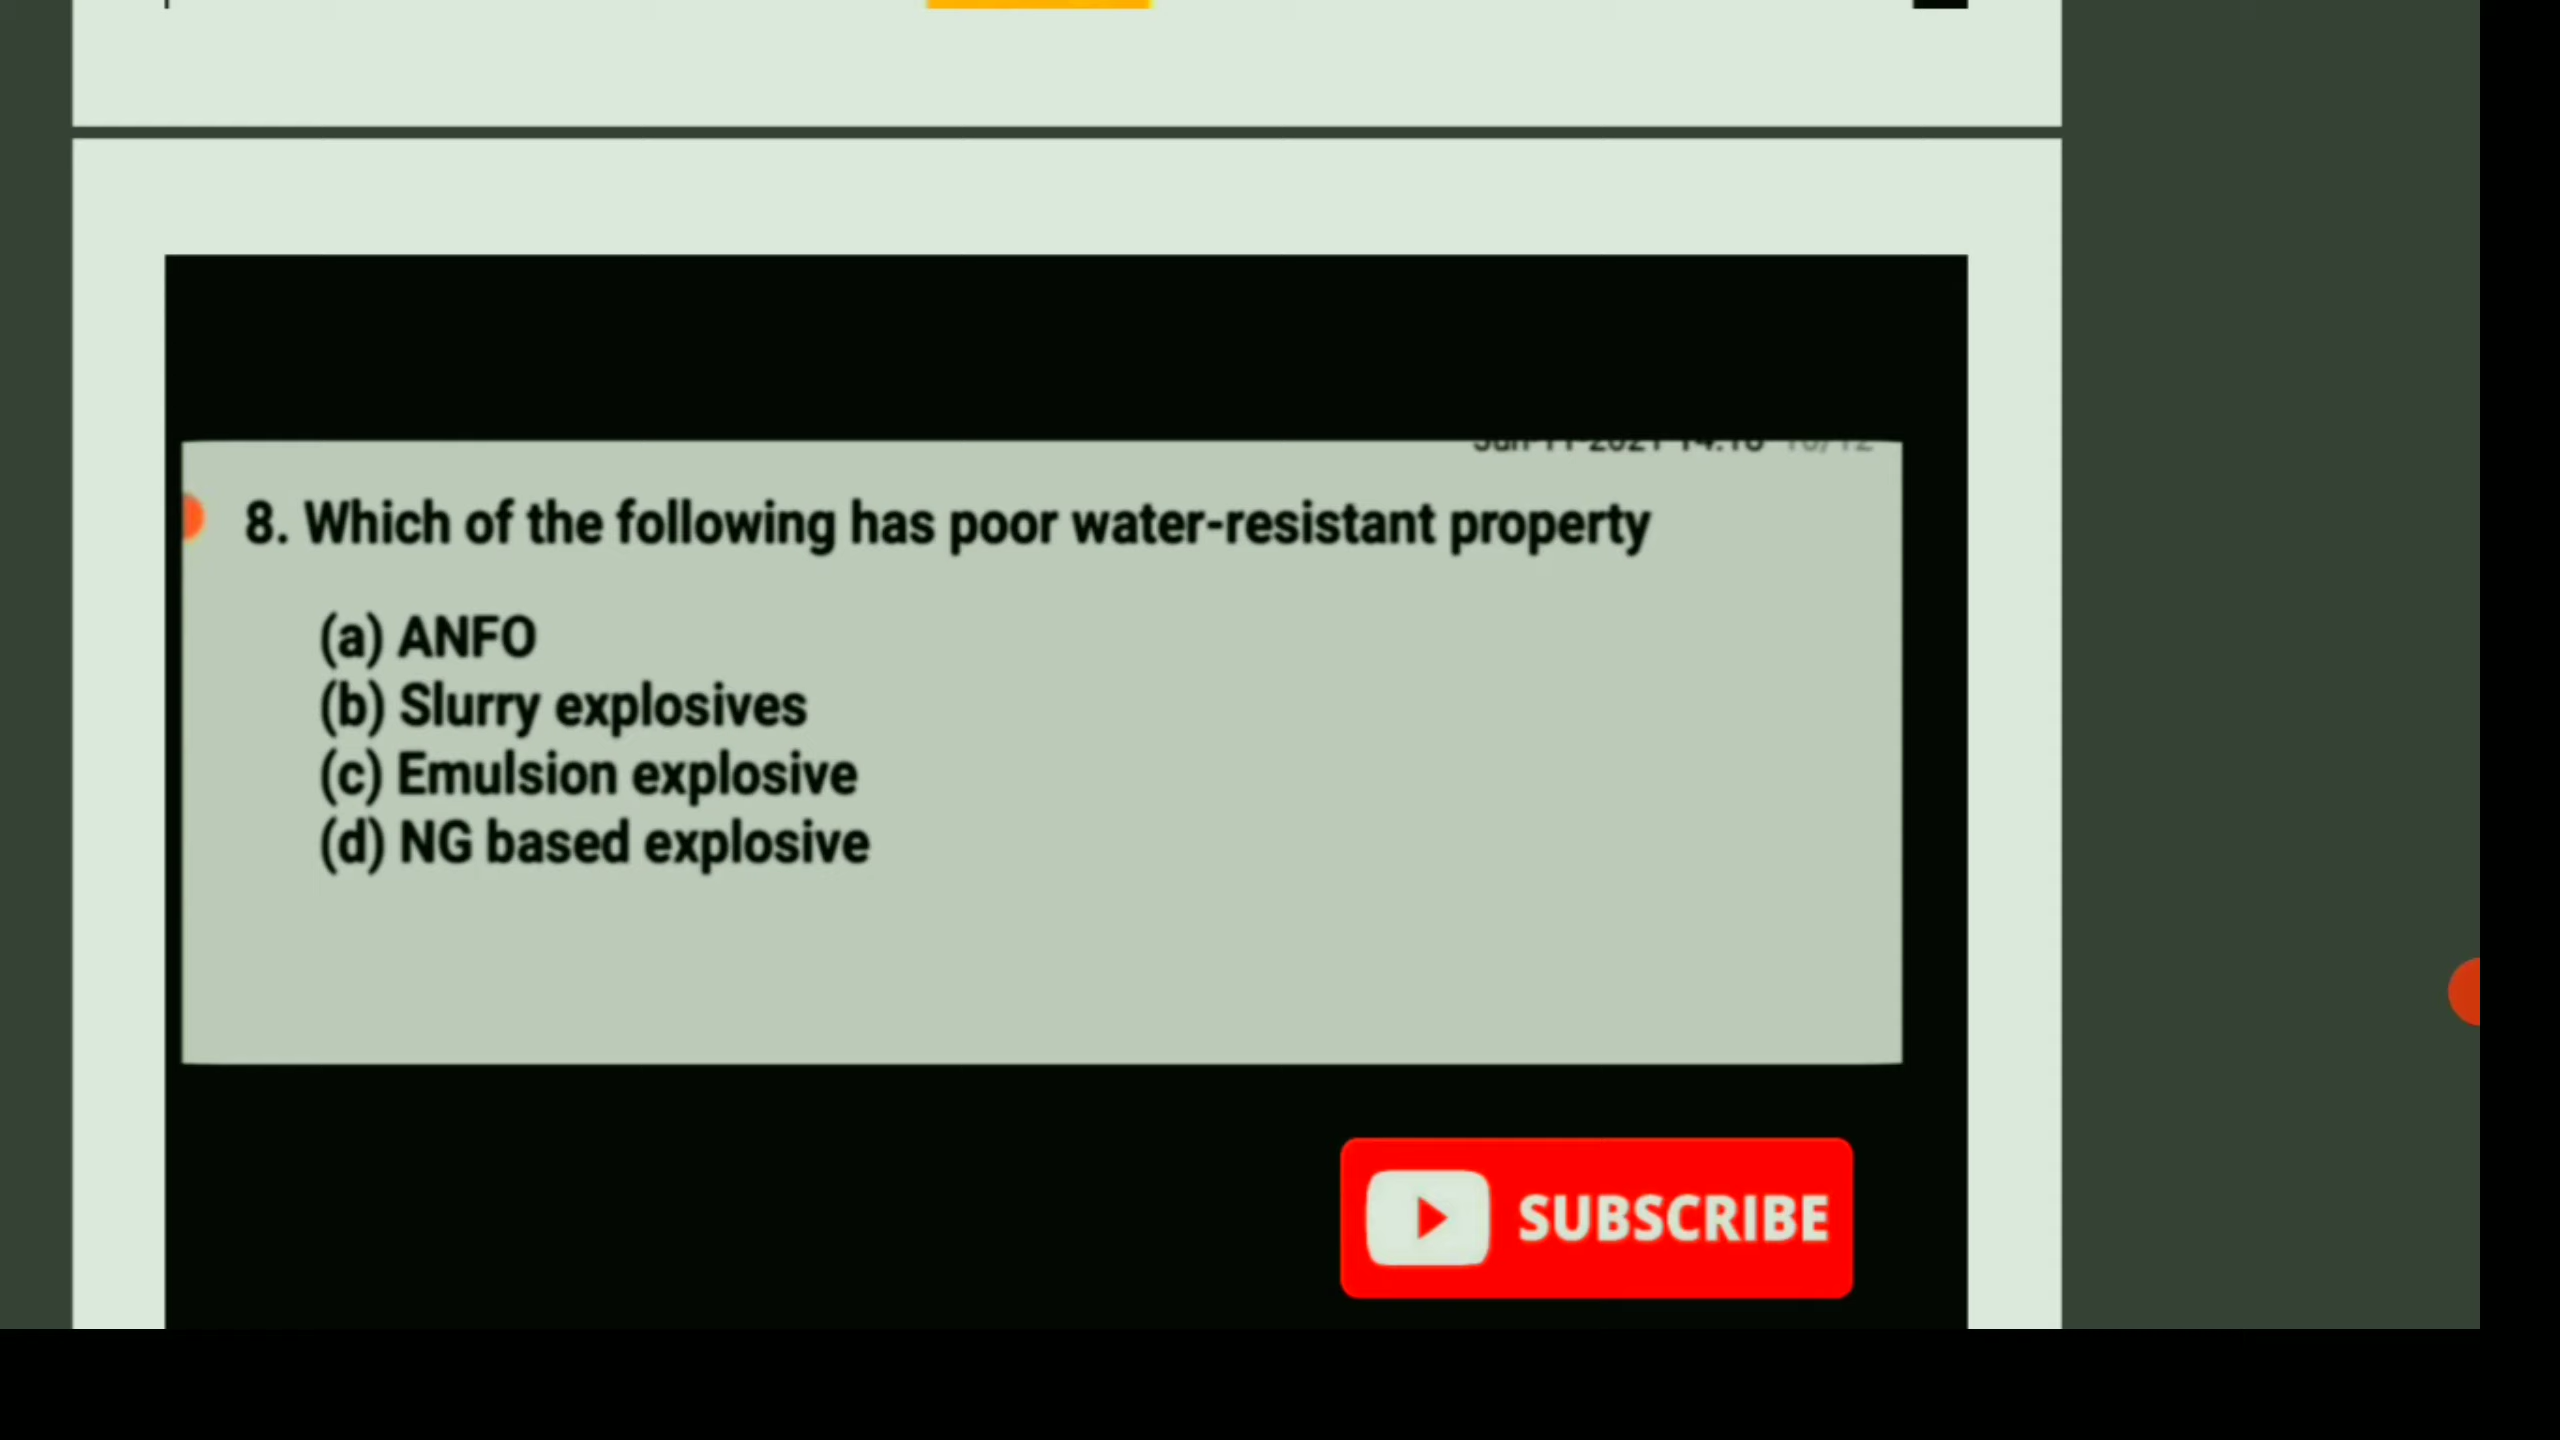 8. Which of the following has poor water-resistant property
(a) ANFO
(b) Slurry explosives
(c) Emulsion explosive
(d) NG based explosive
SUBSCRIBE